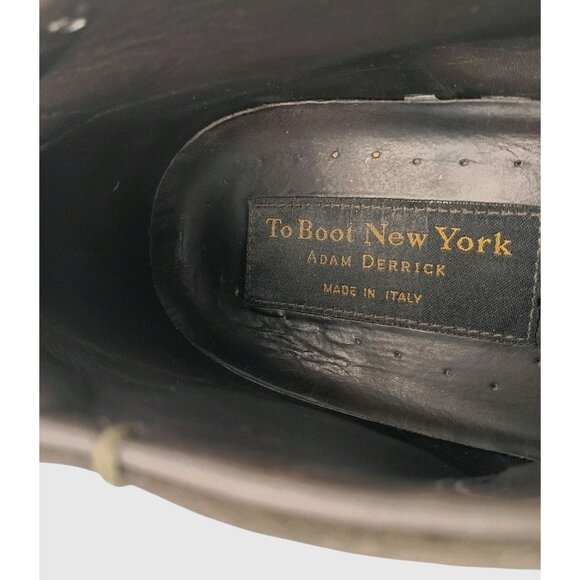 To Boot New York
ADAM DERRICK
MADE IN ITALY